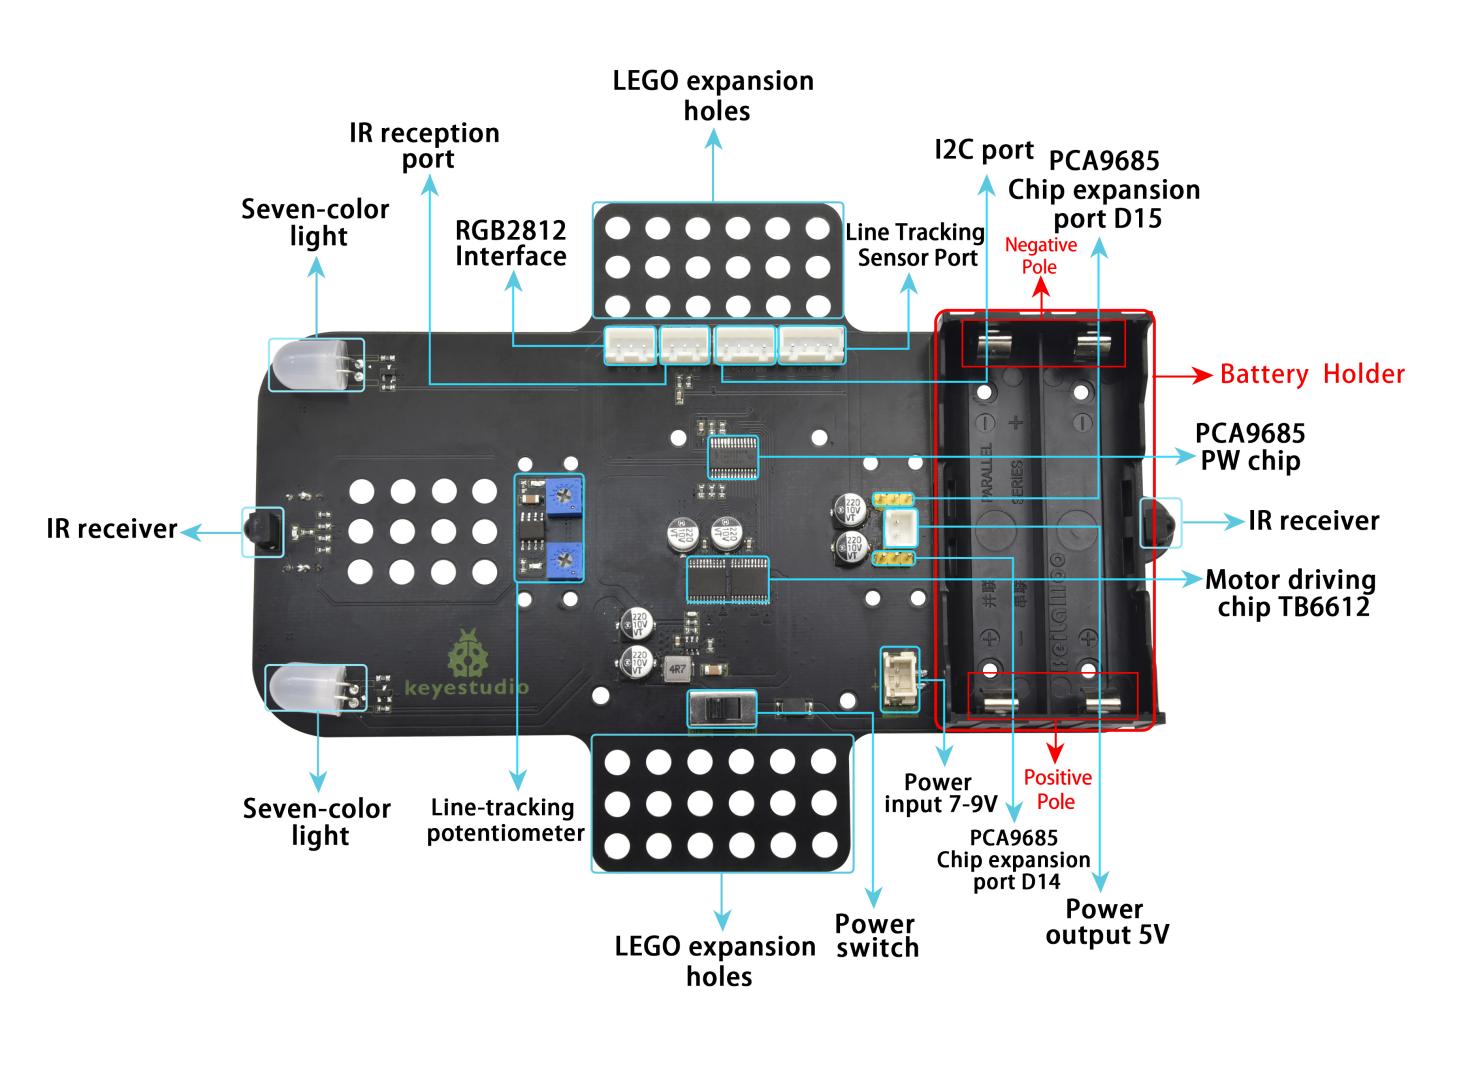 LEGO expansion
holes
IR reception
port
I2C port
PCA9685
Chip expansion
port D15
Seven-color
light
RGB2812
Interface
Line Tracking
Sensor Port
Negative
Pole
Battery Holder
PCA9685
PW chip
PARALLEL
SERIES
220
10V
VT
220
10V
VT
220
10V
VT
220
10V
VT
IR receiver
IR receiver
Motor driving
chip TB6612
并联
串联
220
10V
VT
220
10V
VT
4R7
keyestudio
Seven-color
light
Line-tracking
potentiometer
Power
input 7-9V
Positive
Pole
PCA9685
Chip expansion
port D14
Power
switch
Power
output 5V
LEGO expansion
holes